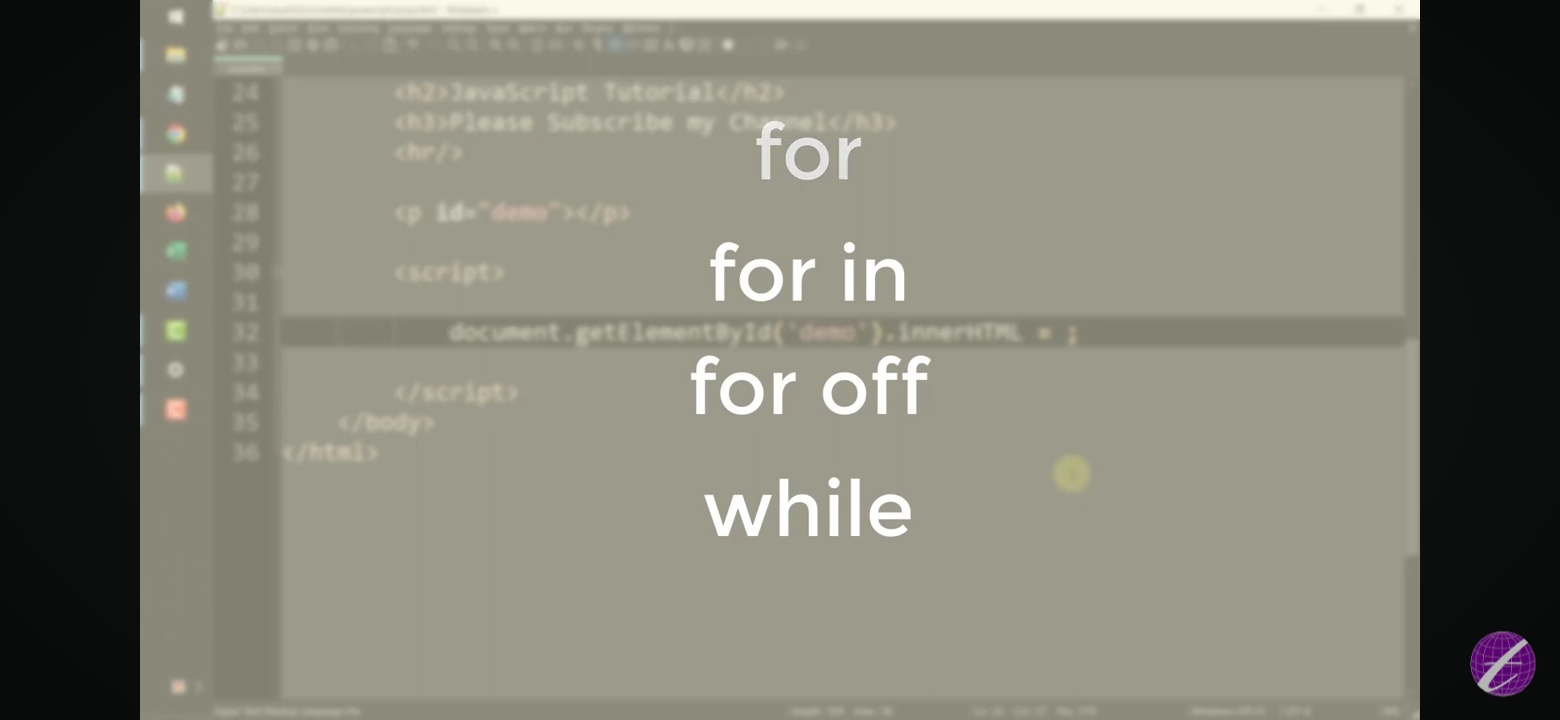 for
for in
for off
while
24 <h2>JavaScript Tutorial</h2>
25 <h3>Please Subscribe my Channel</h3>
26 <hr/>
27
28 <p id="demo"></p>
29
30 <script>
31
32 document.getElementById('demo').innerHTML = ;
33
34 </script>
35 </body>
36 </html>